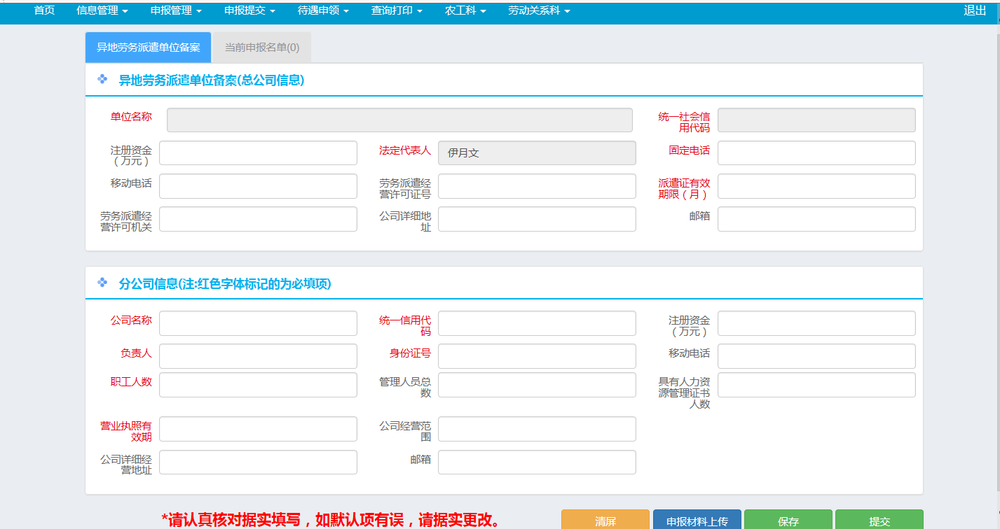 首页 信息管理 申报管理 申报提交 待遇申领 查询打印 农工科 劳动关系科 退出
异地劳务派遣单位备案 当前申报名单(0)
异地劳务派遣单位备案(总公司信息)
单位名称
统一社会信
用代码
注册资金
（万元）
法定代表人 伊月文
固定电话
移动电话
劳务派遣经
营许可证号
派遣证有效
期限（月）
劳务派遣经
营许可机关
公司详细地
址
邮箱
分公司信息(注:红色字体标记的为必填项)
公司名称
统一信用代
码
注册资金
（万元）
负责人
身份证号
移动电话
职工人数
管理人员总
数
具有人力资
源管理证书
人数
营业执照有
效期
公司经营范
围
公司详细经
营地址
邮箱
*请认真核对据实填写，如默认项有误，请据实更改。
清屏 申报材料上传 保存 提交